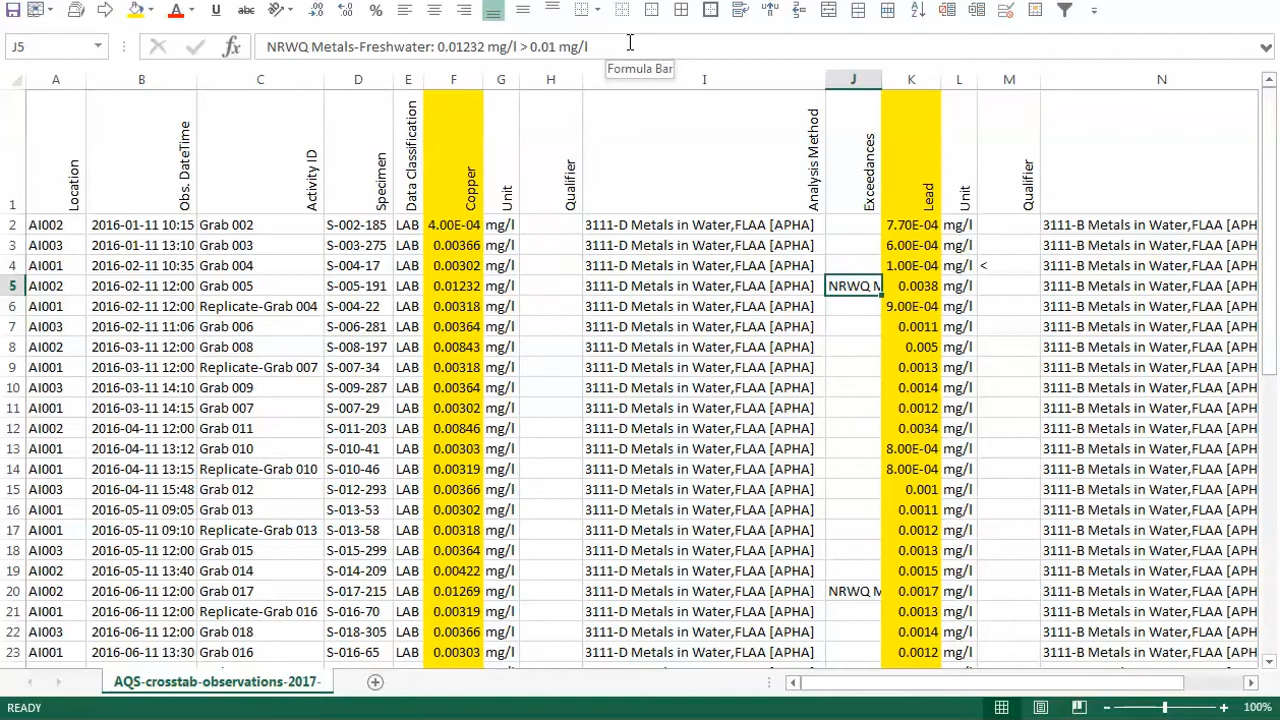 A abc %
J5 fx NRWQ Metals-Freshwater: 0.01232 mg/l > 0.01 mg/l
Formula Bar
A B C D E F G H I J K L M N
1 Location Obs. DateTime Activity ID Specimen Data Classification Copper Unit Qualifier Analysis Method Exceedances Lead Unit Qualifier
2 AI002 2016-01-11 10:15 Grab 002 S-002-185 LAB 4.00E-04 mg/l 3111-D Metals in Water,FLAA [APHA] 7.70E-04 mg/l 3111-B Metals in Water,FLAA [APH
3 AI003 2016-01-11 13:10 Grab 003 S-003-275 LAB 0.00366 mg/l 3111-D Metals in Water,FLAA [APHA] 6.00E-04 mg/l 3111-B Metals in Water,FLAA [APH
4 AI001 2016-02-11 10:35 Grab 004 S-004-17 LAB 0.00302 mg/l 3111-D Metals in Water,FLAA [APHA] 1.00E-04 mg/l < 3111-B Metals in Water,FLAA [APH
5 AI002 2016-02-11 12:00 Grab 005 S-005-191 LAB 0.01232 mg/l 3111-D Metals in Water,FLAA [APHA] NRWQ M 0.0038 mg/l 3111-B Metals in Water,FLAA [APH
6 AI001 2016-02-11 12:00 Replicate-Grab 004 S-004-22 LAB 0.00318 mg/l 3111-D Metals in Water,FLAA [APHA] 9.00E-04 mg/l 3111-B Metals in Water,FLAA [APH
7 AI003 2016-02-11 11:06 Grab 006 S-006-281 LAB 0.00364 mg/l 3111-D Metals in Water,FLAA [APHA] 0.0011 mg/l 3111-B Metals in Water,FLAA [APH
8 AI002 2016-03-11 12:00 Grab 008 S-008-197 LAB 0.00843 mg/l 3111-D Metals in Water,FLAA [APHA] 0.005 mg/l 3111-B Metals in Water,FLAA [APH
9 AI001 2016-03-11 12:00 Replicate-Grab 007 S-007-34 LAB 0.00318 mg/l 3111-D Metals in Water,FLAA [APHA] 0.0013 mg/l 3111-B Metals in Water,FLAA [APH
10 AI003 2016-03-11 14:10 Grab 009 S-009-287 LAB 0.00364 mg/l 3111-D Metals in Water,FLAA [APHA] 0.0014 mg/l 3111-B Metals in Water,FLAA [APH
11 AI001 2016-03-11 14:15 Grab 007 S-007-29 LAB 0.00302 mg/l 3111-D Metals in Water,FLAA [APHA] 0.0012 mg/l 3111-B Metals in Water,FLAA [APH
12 AI002 2016-04-11 12:00 Grab 011 S-011-203 LAB 0.00846 mg/l 3111-D Metals in Water,FLAA [APHA] 0.0034 mg/l 3111-B Metals in Water,FLAA [APH
13 AI001 2016-04-11 13:12 Grab 010 S-010-41 LAB 0.00303 mg/l 3111-D Metals in Water,FLAA [APHA] 8.00E-04 mg/l 3111-B Metals in Water,FLAA [APH
14 AI001 2016-04-11 13:15 Replicate-Grab 010 S-010-46 LAB 0.00319 mg/l 3111-D Metals in Water,FLAA [APHA] 8.00E-04 mg/l 3111-B Metals in Water,FLAA [APH
15 AI003 2016-04-11 15:48 Grab 012 S-012-293 LAB 0.00366 mg/l 3111-D Metals in Water,FLAA [APHA] 0.001 mg/l 3111-B Metals in Water,FLAA [APH
16 AI001 2016-05-11 09:05 Grab 013 S-013-53 LAB 0.00302 mg/l 3111-D Metals in Water,FLAA [APHA] 0.0011 mg/l 3111-B Metals in Water,FLAA [APH
17 AI001 2016-05-11 09:10 Replicate-Grab 013 S-013-58 LAB 0.00318 mg/l 3111-D Metals in Water,FLAA [APHA] 0.0012 mg/l 3111-B Metals in Water,FLAA [APH
18 AI003 2016-05-11 12:00 Grab 015 S-015-299 LAB 0.00364 mg/l 3111-D Metals in Water,FLAA [APHA] 0.0013 mg/l 3111-B Metals in Water,FLAA [APH
19 AI002 2016-05-11 13:40 Grab 014 S-014-209 LAB 0.00422 mg/l 3111-D Metals in Water,FLAA [APHA] 0.0015 mg/l 3111-B Metals in Water,FLAA [APH
20 AI002 2016-06-11 12:00 Grab 017 S-017-215 LAB 0.01269 mg/l 3111-D Metals in Water,FLAA [APHA] NRWQ M 0.0017 mg/l 3111-B Metals in Water,FLAA [APH
21 AI001 2016-06-11 12:00 Replicate-Grab 016 S-016-70 LAB 0.00319 mg/l 3111-D Metals in Water,FLAA [APHA] 0.0013 mg/l 3111-B Metals in Water,FLAA [APH
22 AI003 2016-06-11 12:00 Grab 018 S-018-305 LAB 0.00366 mg/l 3111-D Metals in Water,FLAA [APHA] 0.0014 mg/l 3111-B Metals in Water,FLAA [APH
23 AI001 2016-06-11 13:30 Grab 016 S-016-65 LAB 0.00303 mg/l 3111-D Metals in Water,FLAA [APHA] 0.0012 mg/l 3111-B Metals in Water,FLAA [APH
AQS-crosstab-observations-2017-
READY 100%